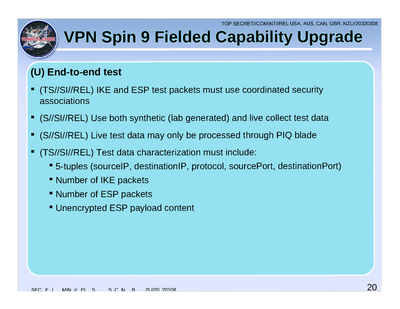 TOP SECRET//COMINT//REL USA, AUS, CAN, GBR, NZL//20320108
VPN Spin 9 Fielded Capability Upgrade
(U) End-to-end test
▪ (TS//SI//REL) IKE and ESP test packets must use coordinated security
associations
▪ (S//SI//REL) Use both synthetic (lab generated) and live collect test data
▪ (S//SI//REL) Live test data may only be processed through PIQ blade
▪ (TS//SI//REL) Test data characterization must include:
▪ 5-tuples (sourceIP, destinationIP, protocol, sourcePort, destinationPort)
▪ Number of IKE packets
▪ Number of ESP packets
▪ Unencrypted ESP payload content
20